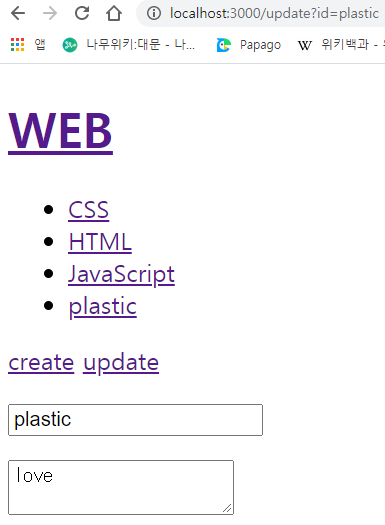 localhost:3000/update?id=plastic
앱 나무위키:대문 - 나... Papago W 위키백과 - 우
WEB
CSS
HTML
JavaScript
plastic
create update
plastic
love